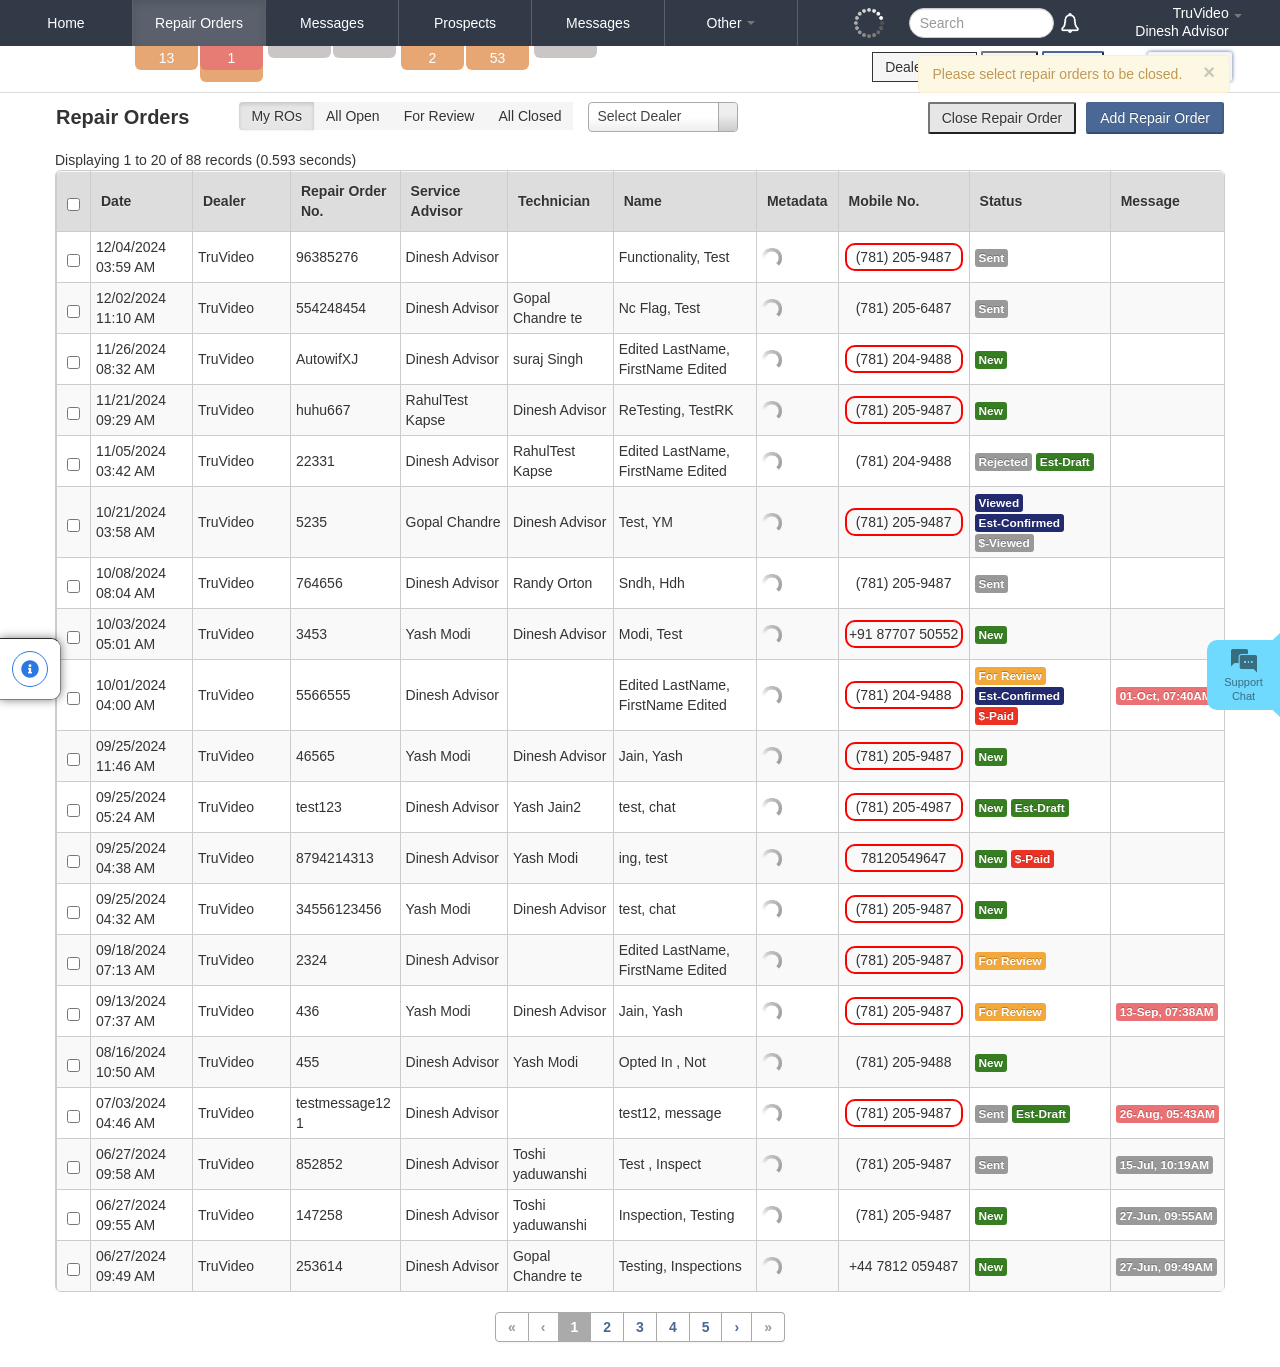 Home
Repair Orders
Messages
Prospects
Messages
Other
Search
TruVideo
Dinesh Advisor
13
1
2
53
Please select repair orders to be closed.
×
Repair Orders
My ROs
All Open
For Review
All Closed
Select Dealer
Close Repair Order
Add Repair Order
Displaying 1 to 20 of 88 records (0.593 seconds)
Date
Dealer
Repair Order
No.
Service
Advisor
Technician
Name
Metadata
Mobile No.
Status
Message
12/04/2024
03:59 AM
TruVideo
96385276
Dinesh Advisor
Functionality, Test
(781) 205-9487
Sent
12/02/2024
11:10 AM
TruVideo
554248454
Dinesh Advisor
Gopal
Chandre te
Nc Flag, Test
(781) 205-6487
Sent
11/26/2024
08:32 AM
TruVideo
AutowifXJ
Dinesh Advisor
suraj Singh
Edited LastName,
FirstName Edited
(781) 204-9488
New
11/21/2024
09:29 AM
TruVideo
huhu667
RahulTest
Kapse
Dinesh Advisor
ReTesting, TestRK
(781) 205-9487
New
11/05/2024
03:42 AM
TruVideo
22331
Dinesh Advisor
RahulTest
Kapse
Edited LastName,
FirstName Edited
(781) 204-9488
Rejected
Est-Draft
10/21/2024
03:58 AM
TruVideo
5235
Gopal Chandre
Dinesh Advisor
Test, YM
(781) 205-9487
Viewed
Est-Confirmed
$-Viewed
10/08/2024
08:04 AM
TruVideo
764656
Dinesh Advisor
Randy Orton
Sndh, Hdh
(781) 205-9487
Sent
10/03/2024
05:01 AM
TruVideo
3453
Yash Modi
Dinesh Advisor
Modi, Test
+91 87707 50552
New
10/01/2024
04:00 AM
TruVideo
5566555
Dinesh Advisor
Edited LastName,
FirstName Edited
(781) 204-9488
For Review
Est-Confirmed
$-Paid
01-Oct, 07:40AM
09/25/2024
11:46 AM
TruVideo
46565
Yash Modi
Dinesh Advisor
Jain, Yash
(781) 205-9487
New
09/25/2024
05:24 AM
TruVideo
test123
Dinesh Advisor
Yash Jain2
test, chat
(781) 205-4987
New
Est-Draft
09/25/2024
04:38 AM
TruVideo
8794214313
Dinesh Advisor
Yash Modi
ing, test
78120549647
New
$-Paid
09/25/2024
04:32 AM
TruVideo
34556123456
Yash Modi
Dinesh Advisor
test, chat
(781) 205-9487
New
09/18/2024
07:13 AM
TruVideo
2324
Dinesh Advisor
Edited LastName,
FirstName Edited
(781) 205-9487
For Review
09/13/2024
07:37 AM
TruVideo
436
Yash Modi
Dinesh Advisor
Jain, Yash
(781) 205-9487
For Review
13-Sep, 07:38AM
08/16/2024
10:50 AM
TruVideo
455
Dinesh Advisor
Yash Modi
Opted In , Not
(781) 205-9488
New
07/03/2024
04:46 AM
TruVideo
testmessage12
1
Dinesh Advisor
test12, message
(781) 205-9487
Sent
Est-Draft
26-Aug, 05:43AM
06/27/2024
09:58 AM
TruVideo
852852
Dinesh Advisor
Toshi
yaduwanshi
Test , Inspect
(781) 205-9487
Sent
15-Jul, 10:19AM
06/27/2024
09:55 AM
TruVideo
147258
Dinesh Advisor
Toshi
yaduwanshi
Inspection, Testing
(781) 205-9487
New
27-Jun, 09:55AM
06/27/2024
09:49 AM
TruVideo
253614
Dinesh Advisor
Gopal
Chandre te
Testing, Inspections
+44 7812 059487
New
27-Jun, 09:49AM
Support
Chat
« ‹ 1 2 3 4 5 › »